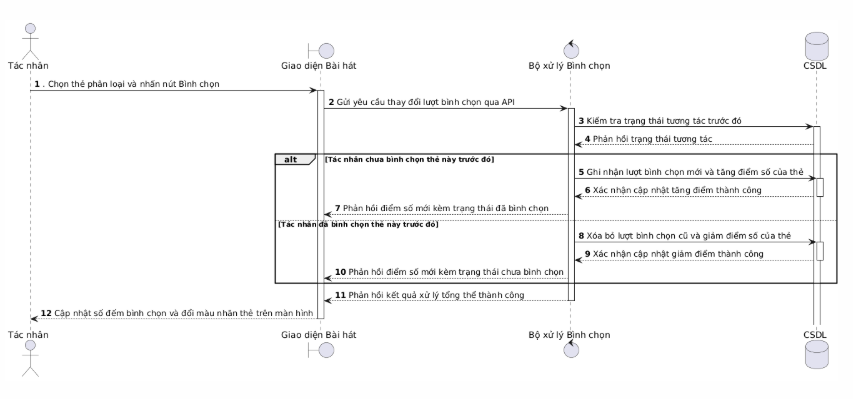 Tác nhân
Giao diện Bài hát
Bộ xử lý Bình chọn
CSDL
1 . Chọn thẻ phân loại và nhấn nút Bình chọn
2 Gửi yêu cầu thay đổi lượt bình chọn qua API
3 Kiểm tra trạng thái tương tác trước đó
4 Phản hồi trạng thái tương tác
alt [Tác nhân chưa bình chọn thẻ này trước đó]
5 Ghi nhận lượt bình chọn mới và tăng điểm số của thẻ
6 Xác nhận cập nhật tăng điểm thành công
7 Phản hồi điểm số mới kèm trạng thái đã bình chọn
[Tác nhân đã bình chọn thẻ này trước đó]
8 Xóa bỏ lượt bình chọn cũ và giảm điểm số của thẻ
9 Xác nhận cập nhật giảm điểm thành công
10 Phản hồi điểm số mới kèm trạng thái chưa bình chọn
11 Phản hồi kết quả xử lý tổng thể thành công
12 Cập nhật số đếm bình chọn và đổi màu nhãn thẻ trên màn hình
Tác nhân
Giao diện Bài hát
Bộ xử lý Bình chọn
CSDL